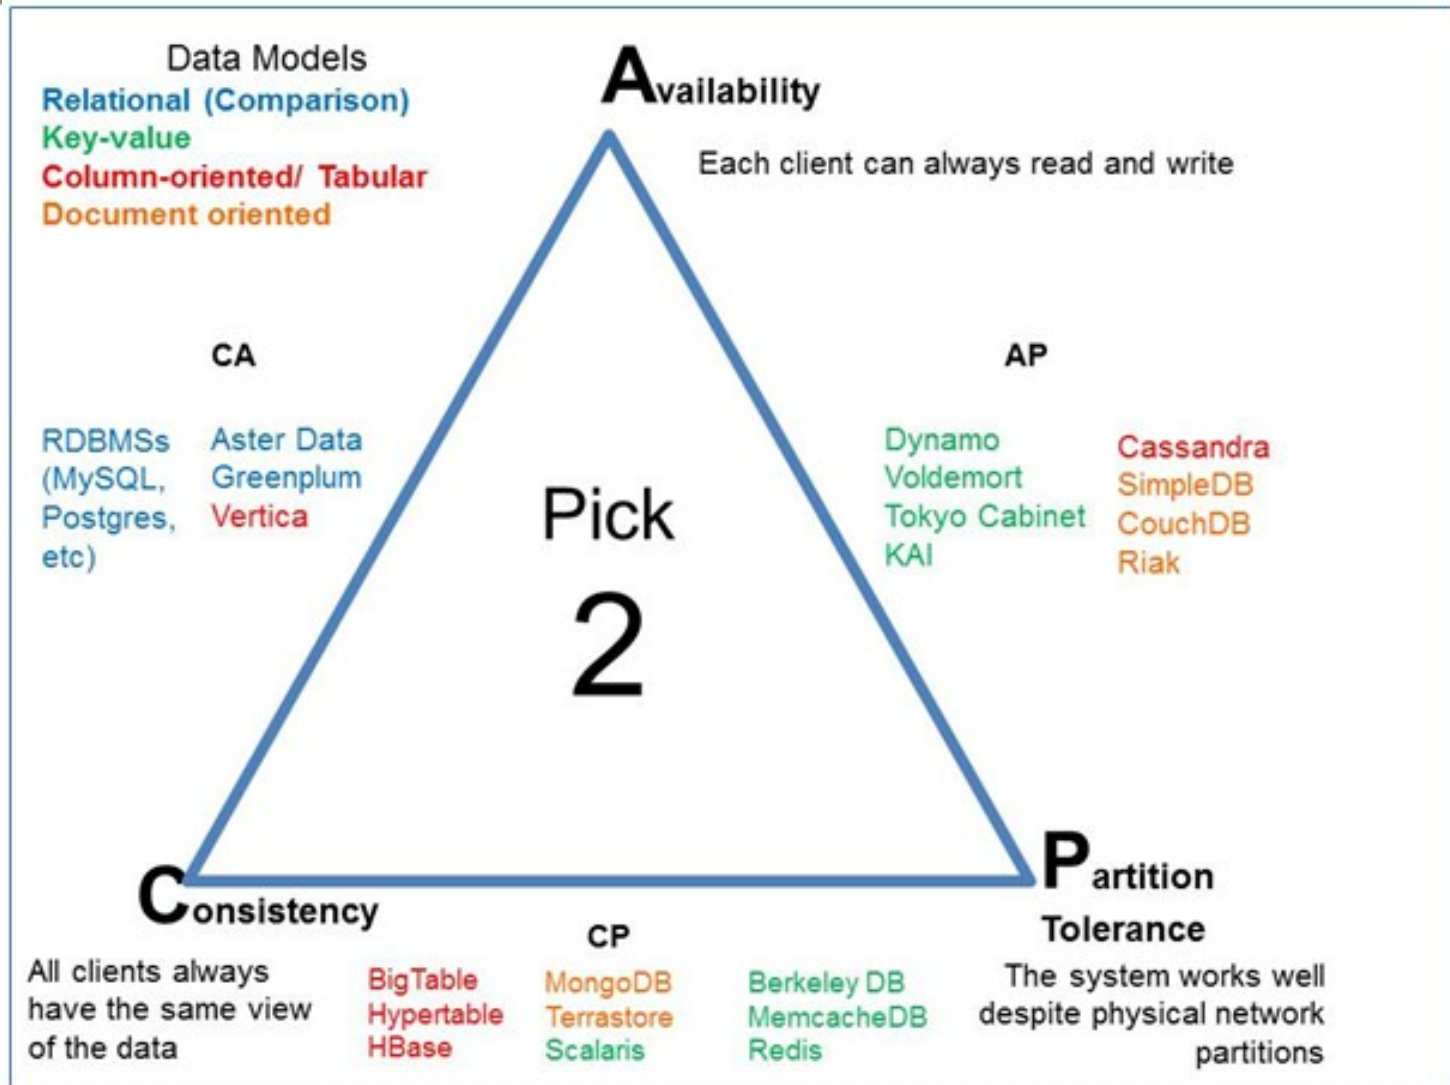 Data Models
Relational (Comparison)
Key-value
Column-oriented/ Tabular
Document oriented
Availability
Each client can always read and write
CA
RDBMSs
(MySQL,
Postgres,
etc)
Aster Data
Greenplum
Vertica
Pick
2
AP
Dynamo
Voldemort
Tokyo Cabinet
KAI
Cassandra
SimpleDB
CouchDB
Riak
Consistency
All clients always
have the same view
of the data
CP
BigTable
Hypertable
HBase
MongoDB
Terrastore
Scalaris
Berkeley DB
MemcacheDB
Redis
Partition
Tolerance
The system works well
despite physical network
partitions